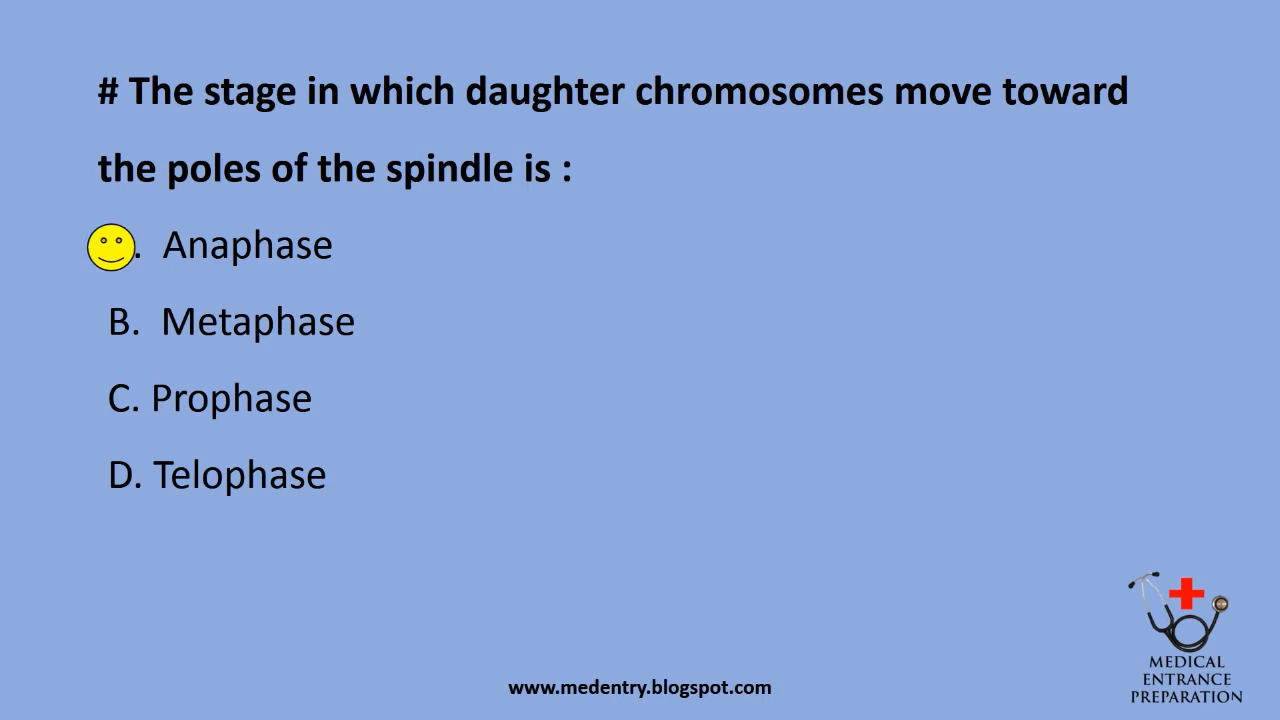 # The stage in which daughter chromosomes move toward
the poles of the spindle is :
. Anaphase
B. Metaphase
C. Prophase
D. Telophase
www.medentry.blogspot.com
MEDICAL
ENTRANCE
PREPARATION